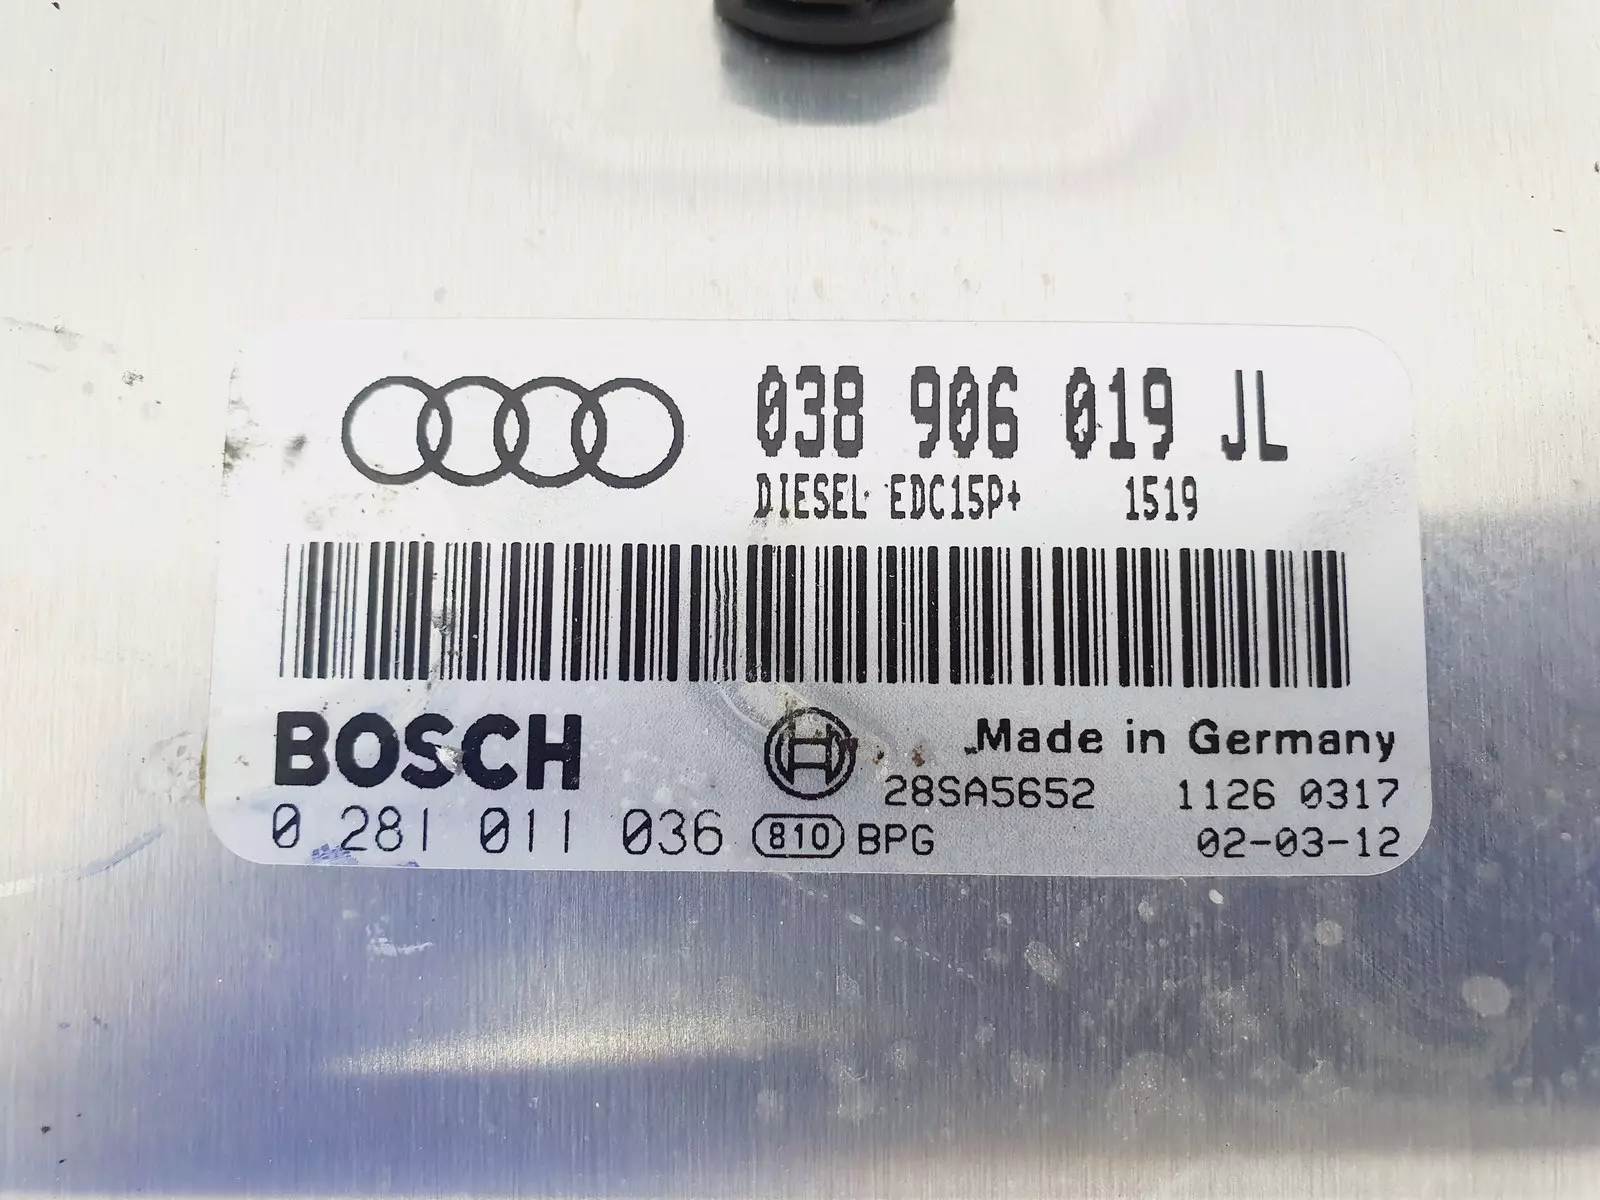 038 906 019 JL
DIESEL EDC15P+ 1519
BOSCH
Made in Germany
28SA5652 1126 0317
0 281 011 036 810 BPG 02-03-12